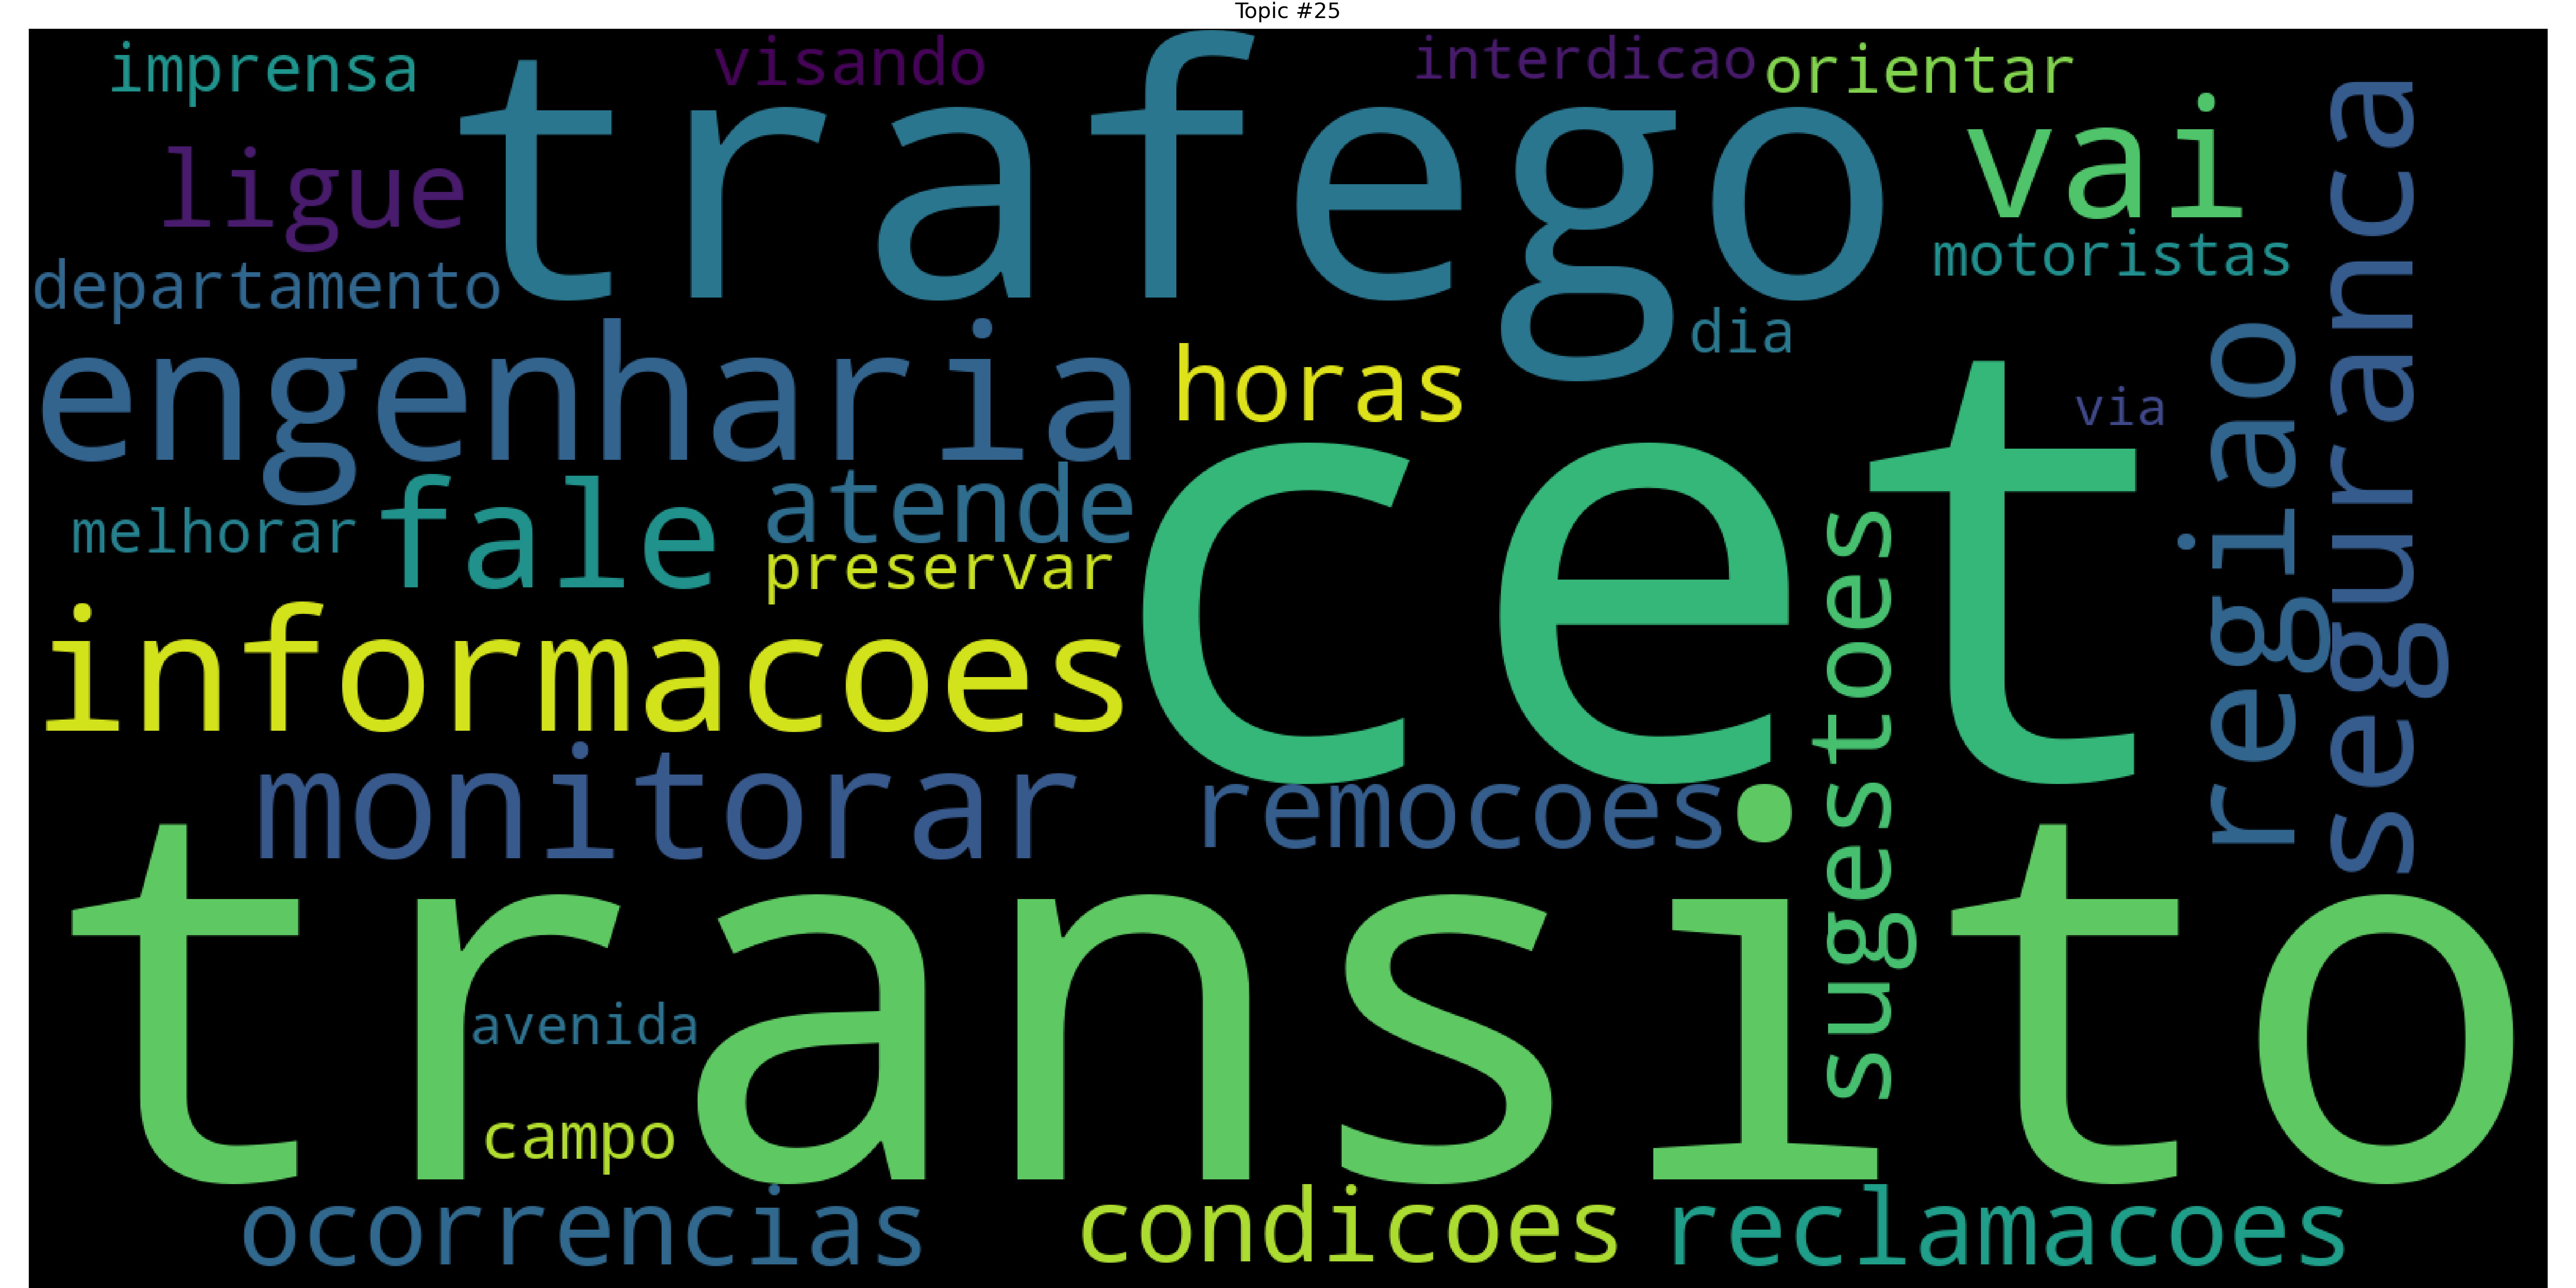 Topic #25
imprensa
visando
interdicao
orientar
trafego
ligue
vai
motoristas
departamento
dia
engenharia
horas
via
cet
regiao
seguranca
fale
atende
melhorar
preservar
sugestoes
informacoes
monitorar
remocoes
transito
avenida
campo
ocorrencias
condicoes
reclamacoes